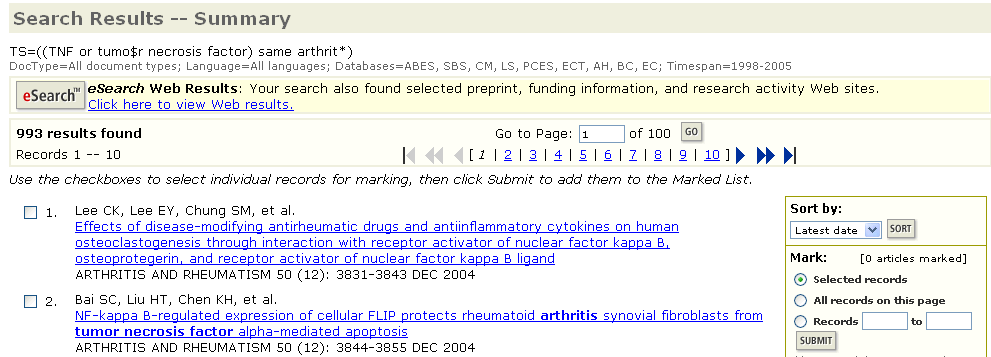 Search Results -- Summary
TS=((TNF or tumo$r necrosis factor) same arthrit*)
DocType=All document types; Language=All languages; Databases=ABES, SBS, CM, LS, PCES, ECT, AH, BC, EC; Timespan=1998-2005
eSearch™ eSearch Web Results: Your search also found selected preprint, funding information, and research activity Web sites.
Click here to view Web results.
993 results found Go to Page: 1 of 100 GO
Records 1 -- 10 [ 1 | 2 | 3 | 4 | 5 | 6 | 7 | 8 | 9 | 10 ]
Use the checkboxes to select individual records for marking, then click Submit to add them to the Marked List.
1. Lee CK, Lee EY, Chung SM, et al.
Effects of disease-modifying antirheumatic drugs and antiinflammatory cytokines on human
osteoclastogenesis through interaction with receptor activator of nuclear factor kappa B,
osteoprotegerin, and receptor activator of nuclear factor kappa B ligand
ARTHRITIS AND RHEUMATISM 50 (12): 3831-3843 DEC 2004
2. Bai SC, Liu HT, Chen KH, et al.
NF-kappa B-regulated expression of cellular FLIP protects rheumatoid arthritis synovial fibroblasts from
tumor necrosis factor alpha-mediated apoptosis
ARTHRITIS AND RHEUMATISM 50 (12): 3844-3855 DEC 2004
Sort by:
Latest date SORT
Mark: [0 articles marked]
Selected records
All records on this page
Records to
SUBMIT